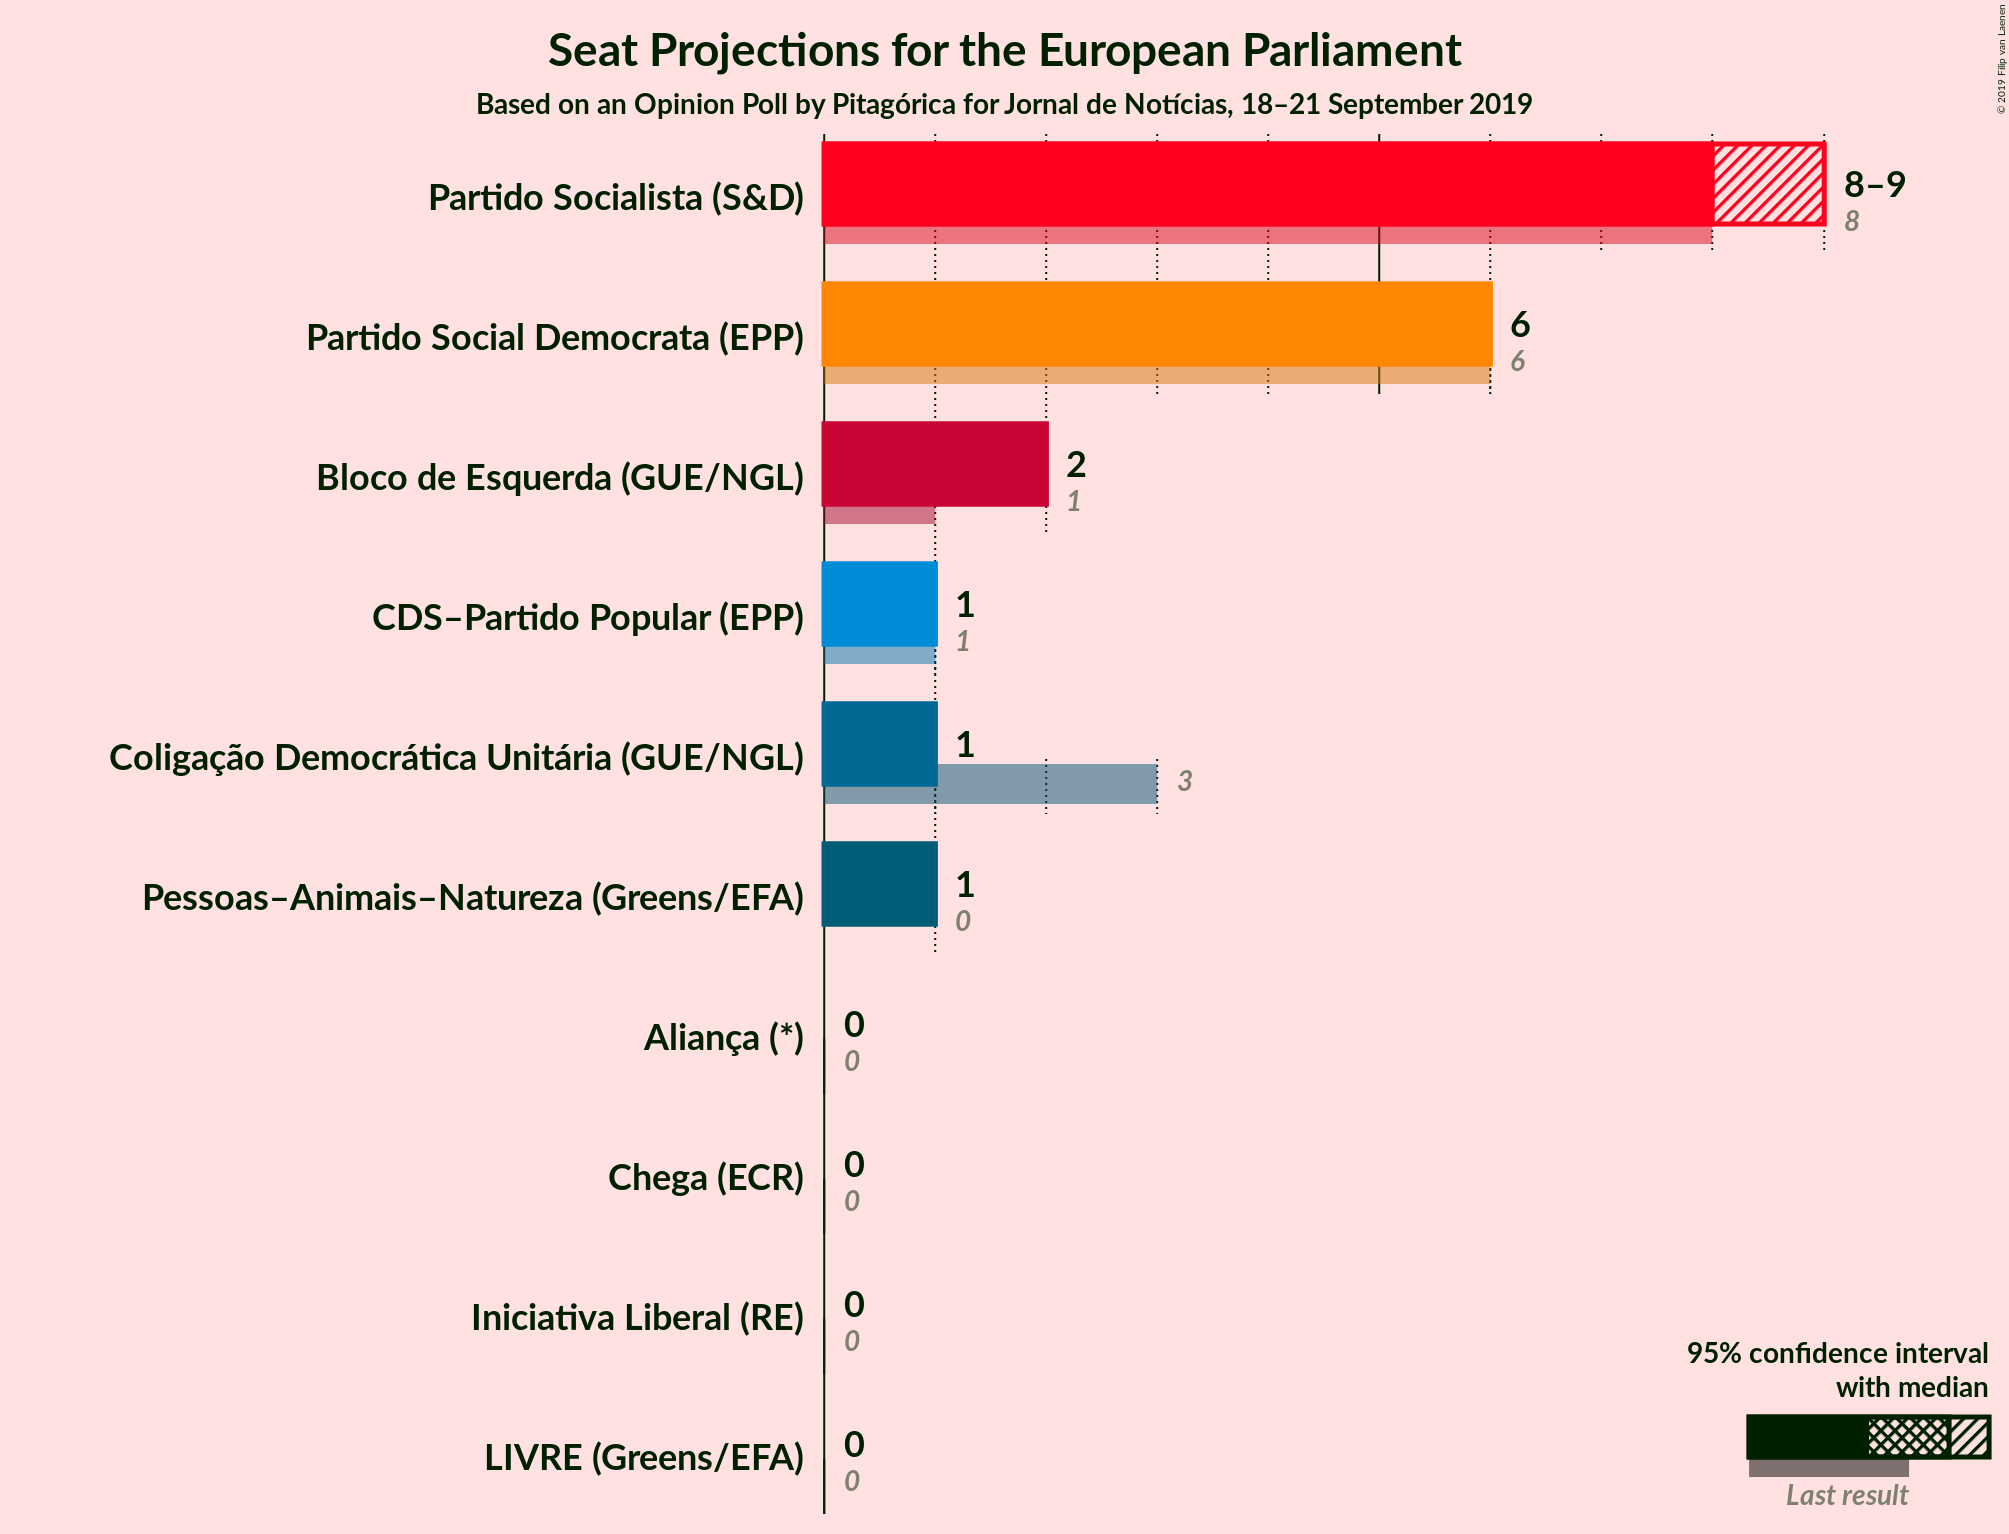 Seat Projections for the European Parliament
Based on an Opinion Poll by Pitagórica for Jornal de Notícias, 18–21 September 2019
© 2019 Filip van Laenen
Partido Socialista (S&D)
8–9
8
Partido Social Democrata (EPP)
6
6
Bloco de Esquerda (GUE/NGL)
2
1
CDS–Partido Popular (EPP)
1
1
Coligação Democrática Unitária (GUE/NGL)
1
3
Pessoas–Animais–Natureza (Greens/EFA)
1
0
Aliança (*)
0
0
Chega (ECR)
0
0
Iniciativa Liberal (RE)
0
0
LIVRE (Greens/EFA)
0
0
95% confidence interval
with median
Last result